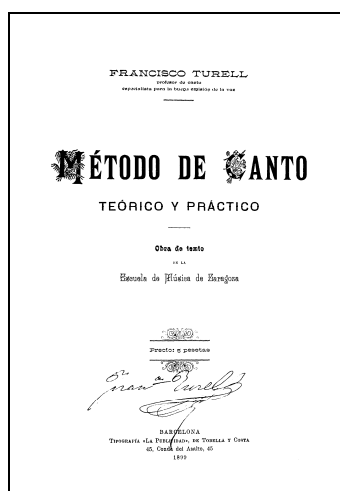 FRANCISCO TURELL
profesor de canto
especialista para la buena emisión de la voz
MÉTODO DE CANTO
TEÓRICO Y PRÁCTICO
Obra de texto
DE LA
Escuela de Música de Zaragoza
Precio: 5 pesetas
Turell
BARCELONA
TIPOGRAFÍA «LA PUBLICIDAD», DE TORELLA Y COSTA
45, Conde del Asalto, 45
1890